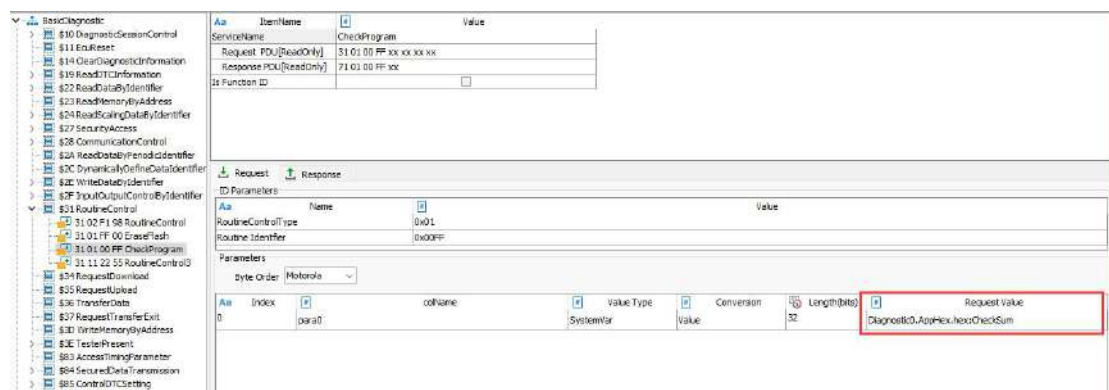 BasicDiagnostic
$10 DiagnosticSessionControl
$11 EcuReset
$14 ClearDiagnosticInformation
$19 ReadDTCInformation
$22 ReadDataByIdentifier
$23 ReadMemoryByAddress
$24 ReadScalingDataByIdentifier
$27 SecurityAccess
$28 CommunicationControl
$2A ReadDataByPeriodicIdentifier
$2C DynamicallyDefineDataIdentifier
$2E WriteDataByIdentifier
$2F InputOutputControlByIdentifier
$31 RoutineControl
31 02 F1 98 RoutineControl
31 01 FF 00 EraseFlash
31 01 00 FF CheckProgram
31 11 22 55 RoutineControl3
$34 RequestDownload
$35 RequestUpload
$36 TransferData
$37 RequestTransferExit
$3D WriteMemoryByAddress
$3E TesterPresent
$83 AccessTimingParameter
$84 SecuredDataTransmission
$85 ControlDTCSetting
Aa ItemName # Value
ServiceName CheckProgram
Request PDU[ReadOnly] 31 01 00 FF xx xx xx xx
Response PDU[ReadOnly] 71 01 00 FF xx
Is Function ID
Request Response
ID Parameters
Aa Name # Value
RoutineControlType 0x01
Routine Identifier 0x00FF
Parameters
Byte Order Motorola
Aa Index # colName # Value Type # Conversion Length(bits) # Request Value
0 para0 SystemVar Value 32 Diagnostic0.AppHex.hex:CheckSum